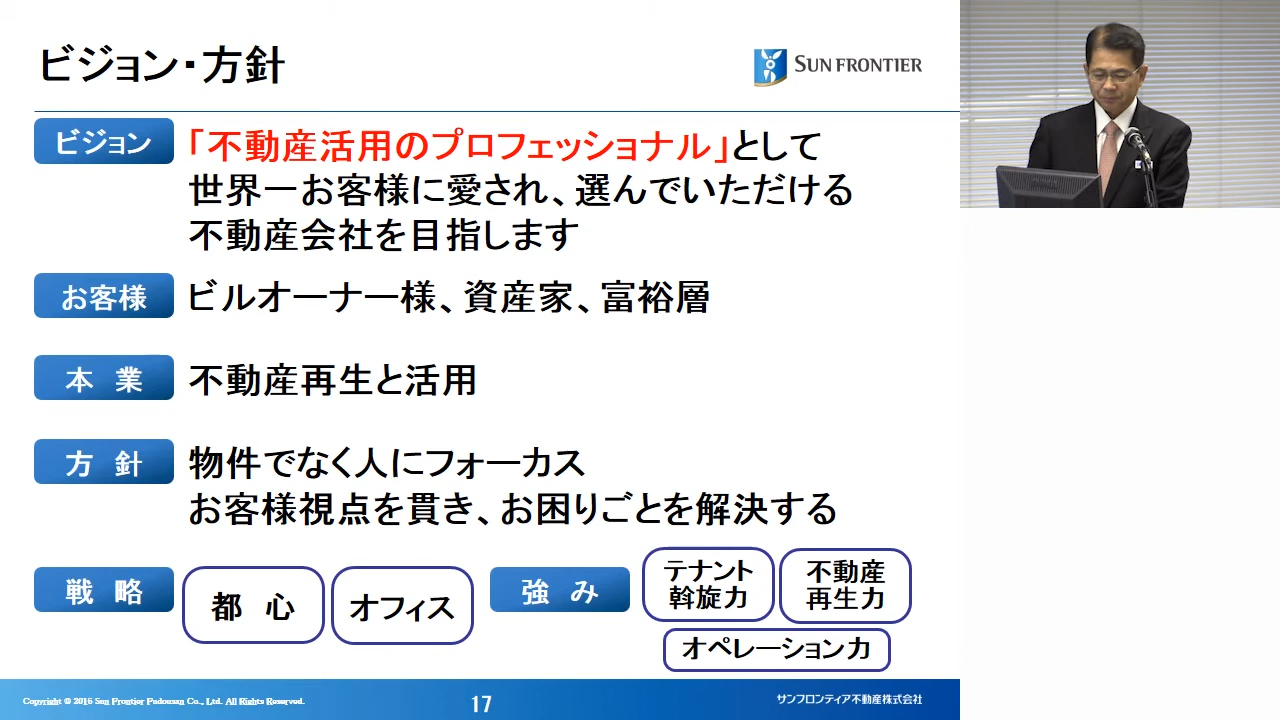 ビジョン・方針
SUN FRONTIER
ビジョン
「不動産活用のプロフェッショナル」として
世界一お客様に愛され、選んでいただける
不動産会社を目指します
お客様
ビルオーナー様、資産家、富裕層
本 業
不動産再生と活用
方 針
物件でなく人にフォーカス
お客様視点を貫き、お困りごとを解決する
戦 略
都 心
オフィス
強 み
テナント
斡旋力
不動産
再生力
オペレーション力
Copyright © 2016 Sun Frontier Fudousan Co., Ltd. All Rights Reserved.
17
サンフロンティア不動産株式会社